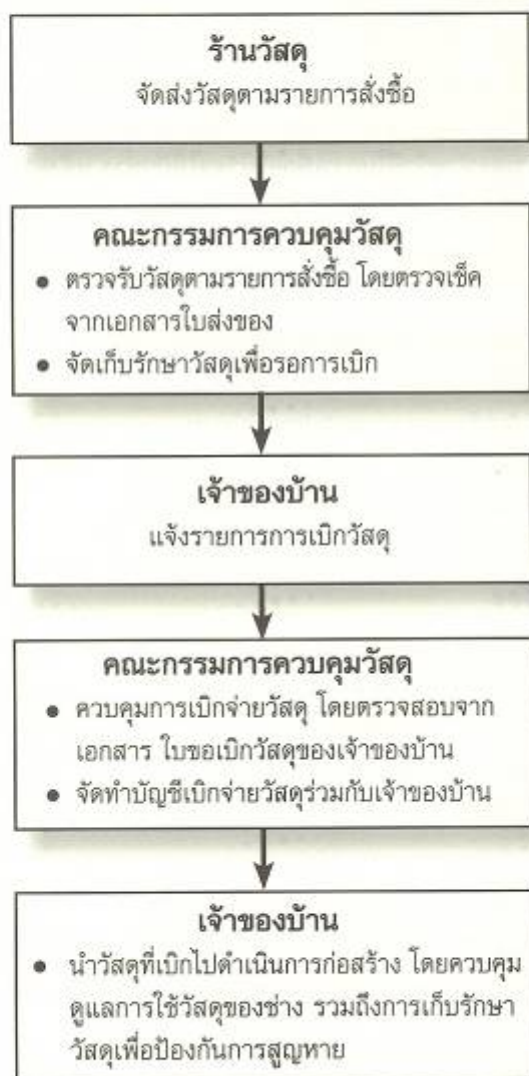 ร้านวัสดุ
จัดส่งวัสดุตามรายการสั่งซื้อ
คณะกรรมการควบคุมวัสดุ
● ตรวจรับวัสดุตามรายการสั่งซื้อ โดยตรวจเช็ค
จากเอกสารใบส่งของ
● จัดเก็บรักษาวัสดุเพื่อรอการเบิก
เจ้าของบ้าน
แจ้งรายการการเบิกวัสดุ
คณะกรรมการควบคุมวัสดุ
● ควบคุมการเบิกจ่ายวัสดุ โดยตรวจสอบจาก
เอกสาร ใบขอเบิกวัสดุของเจ้าของบ้าน
● จัดทำบัญชีเบิกจ่ายวัสดุร่วมกับเจ้าของบ้าน
เจ้าของบ้าน
● นำวัสดุที่เบิกไปดำเนินการก่อสร้าง โดยควบคุม
ดูแลการใช้วัสดุของช่าง รวมถึงการเก็บรักษา
วัสดุเพื่อป้องกันการสูญหาย